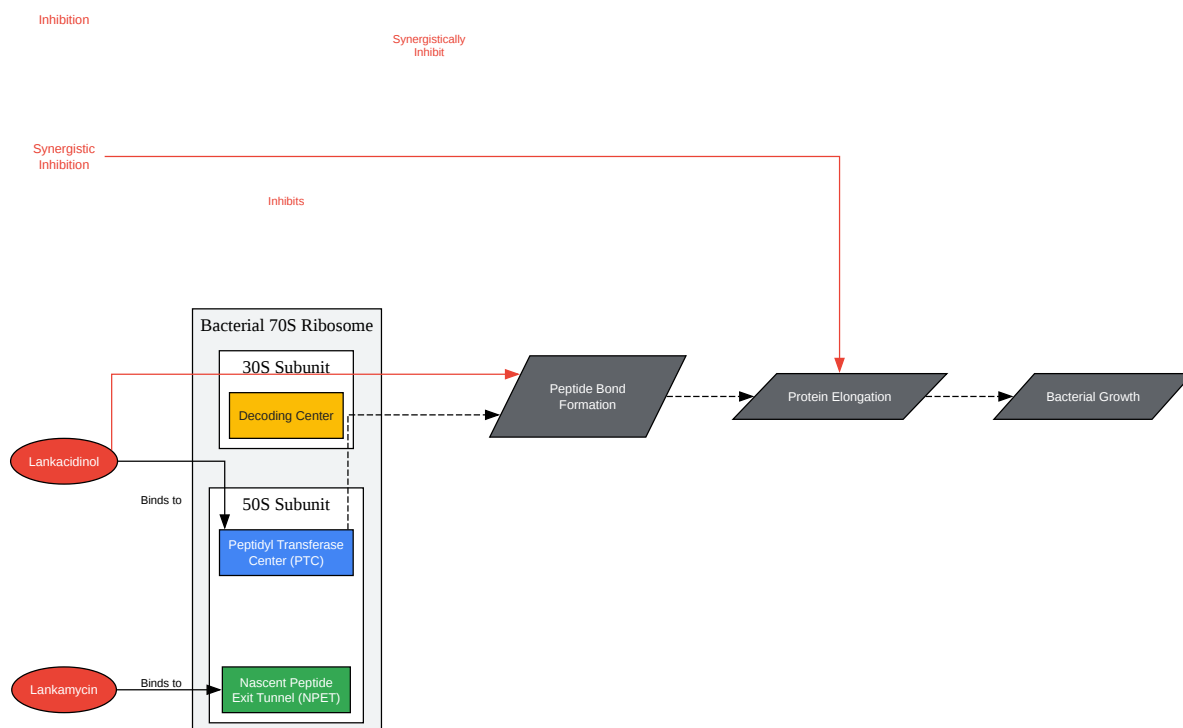 Inhibition
Synergistically
Inhibit
Synergistic
Inhibition
Inhibits
Bacterial 70S Ribosome
30S Subunit
Decoding Center
Peptide Bond
Formation
Protein Elongation
Bacterial Growth
Lankacidinol
Binds to
50S Subunit
Peptidyl Transferase
Center (PTC)
Lankamycin
Binds to
Nascent Peptide
Exit Tunnel (NPET)